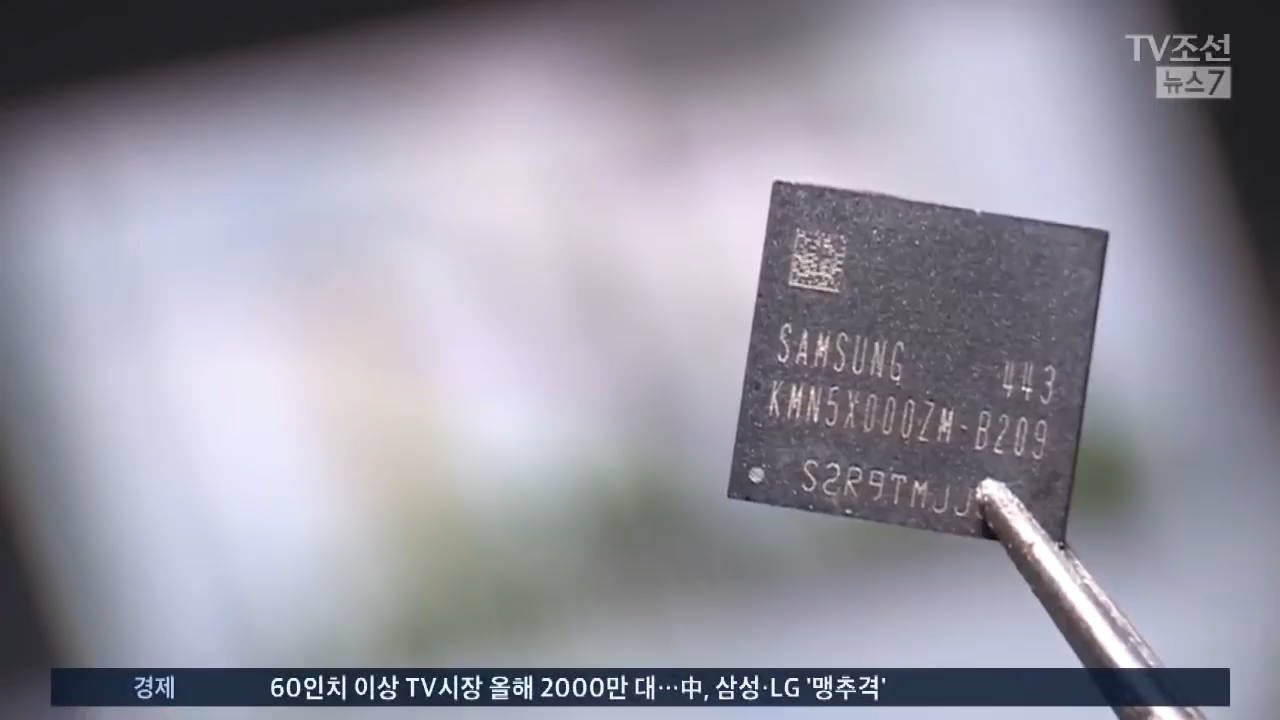 TV조선
뉴스7
SAMSUNG 443
KMN5X000ZM-B209
경제
60인치 이상 TV시장 올해 2000만 대…中, 삼성·LG '맹추격'